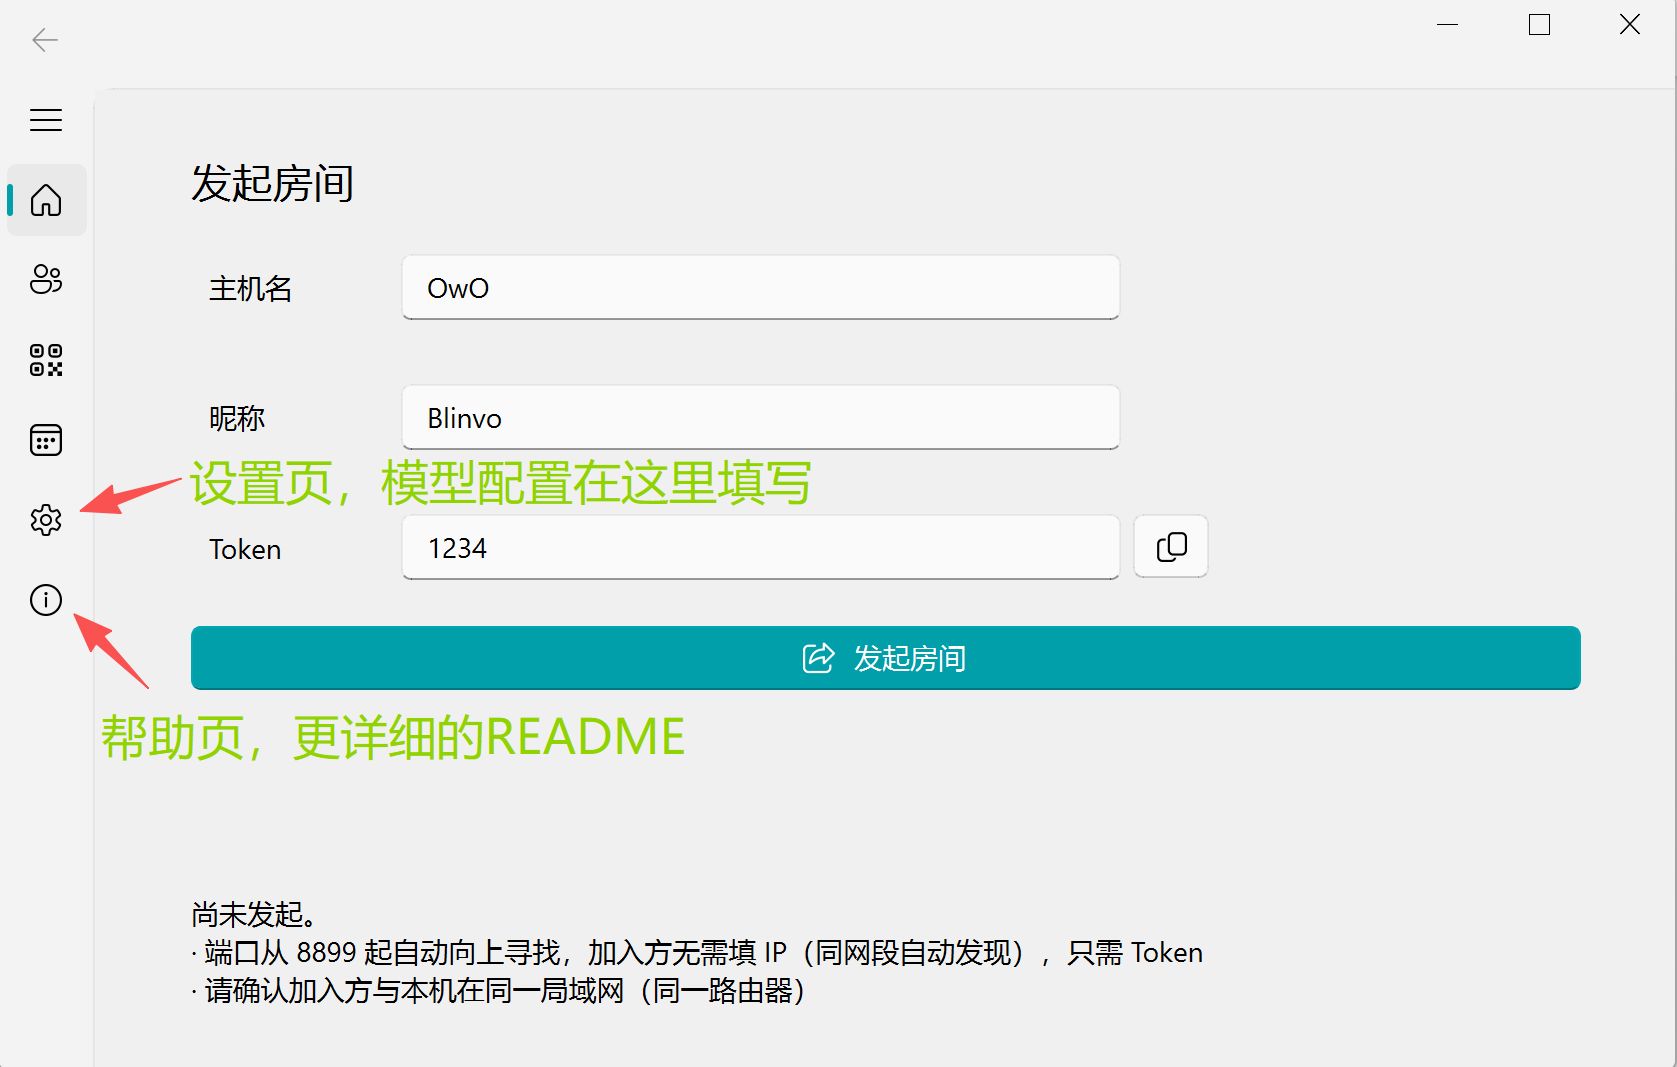 发起房间
主机名
OwO
昵称
Blinvo
设置页，模型配置在这里填写
Token
1234
发起房间
帮助页，更详细的README
尚未发起。
· 端口从 8899 起自动向上寻找，加入方无需填 IP（同网段自动发现），只需 Token
· 请确认加入方与本机在同一局域网（同一路由器）